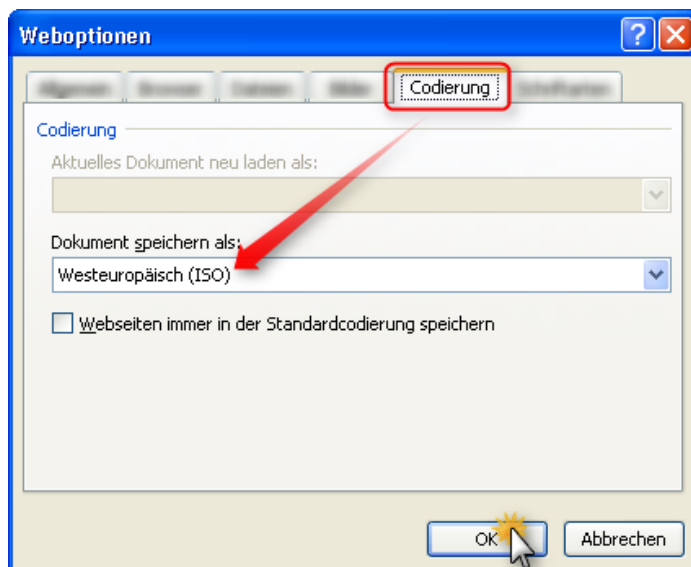 Weboptionen
Codierung
Codierung
Aktuelles Dokument neu laden als:
Dokument speichern als:
Westeuropäisch (ISO)
Webseiten immer in der Standardcodierung speichern
OK Abbrechen